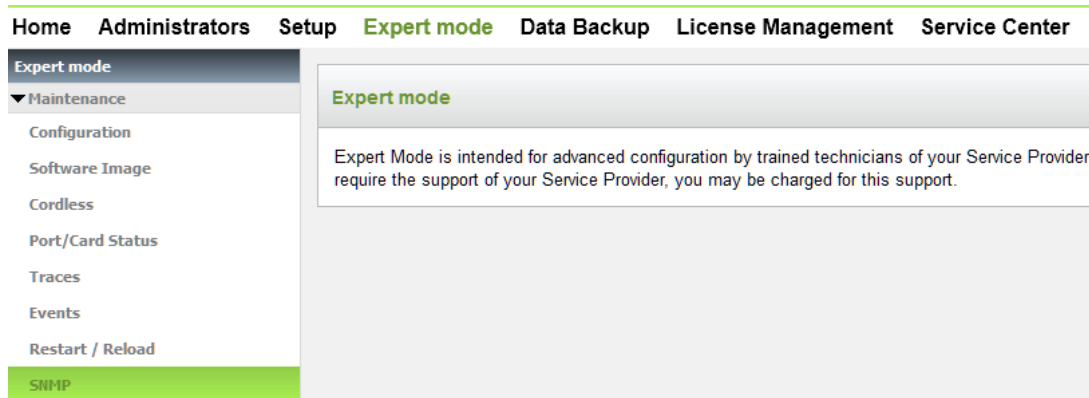 Home Administrators Setup Expert mode Data Backup License Management Service Center
Expert mode
Maintenance
Configuration
Software Image
Cordless
Port/Card Status
Traces
Events
Restart / Reload
SNMP
Expert mode
Expert Mode is intended for advanced configuration by trained technicians of your Service Provider
require the support of your Service Provider, you may be charged for this support.